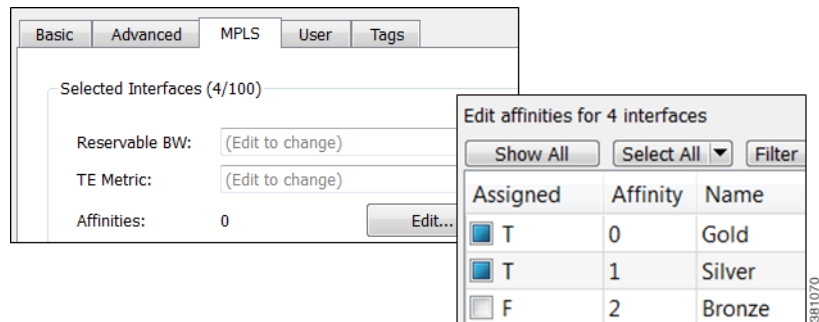 Basic Advanced MPLS User Tags
Selected Interfaces (4/100)
Reservable BW: (Edit to change)
TE Metric: (Edit to change)
Affinities: 0 Edit...
Edit affinities for 4 interfaces
Show All Select All Filter
Assigned Affinity Name
T 0 Gold
T 1 Silver
F 2 Bronze
381070